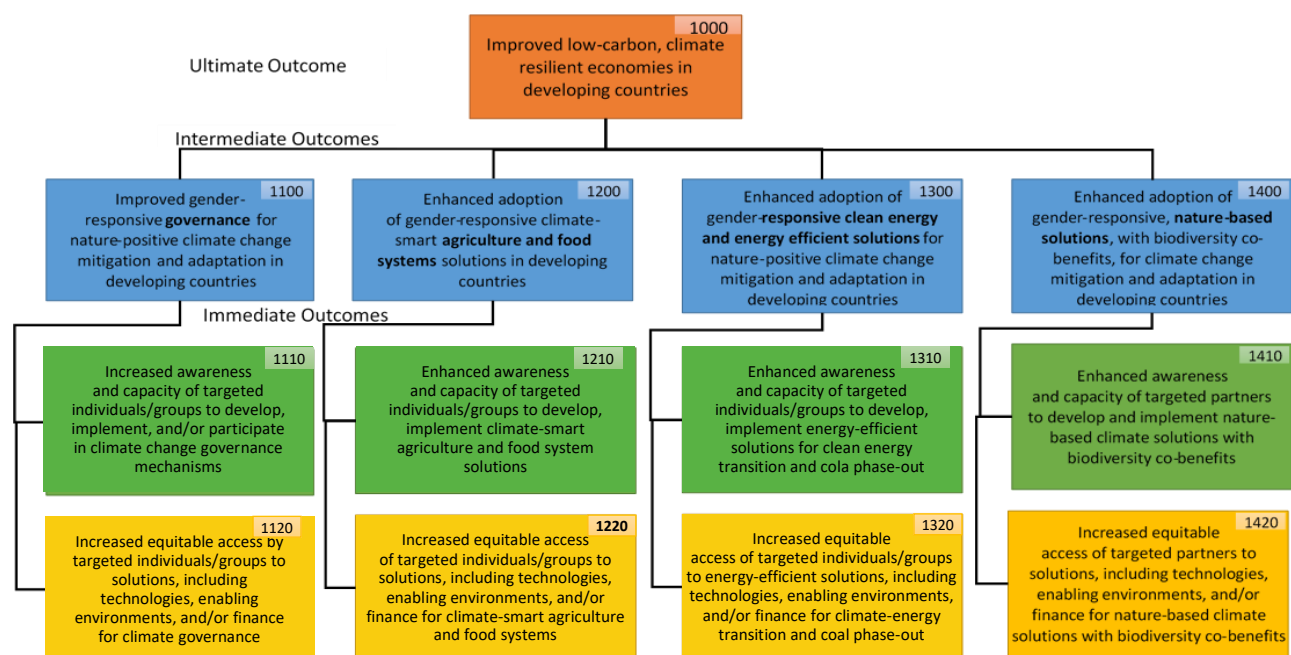 1000
Improved low-carbon, climate
resilient economies in
developing countries
Ultimate Outcome
Intermediate Outcomes
1100
Improved gender-
responsive governance for
nature-positive climate change
mitigation and adaptation in
developing countries
1200
Enhanced adoption
of gender-responsive climate-
smart agriculture and food
systems solutions in developing
countries
1300
Enhanced adoption of
gender-responsive clean energy
and energy efficient solutions for
nature-positive climate change
mitigation and adaptation in
developing countries
1400
Enhanced adoption of
gender-responsive, nature-based
solutions, with biodiversity co-
benefits, for climate change
mitigation and adaptation in
developing countries
Immediate Outcomes
1110
Increased awareness
and capacity of targeted
individuals/groups to develop,
implement, and/or participate
in climate change governance
mechanisms
1210
Enhanced awareness
and capacity of targeted
individuals/groups to develop,
implement climate-smart
agriculture and food system
solutions
1310
Enhanced awareness
and capacity of targeted
individuals/groups to develop,
implement energy-efficient
solutions for clean energy
transition and cola phase-out
1410
Enhanced awareness
and capacity of targeted partners
to develop and implement nature-
based climate solutions with
biodiversity co-benefits
1120
Increased equitable access by
targeted individuals/groups to
solutions, including
technologies, enabling
environments, and/or finance
for climate governance
1220
Increased equitable access
of targeted individuals/groups to
solutions, including technologies,
enabling environments, and/or
finance for climate-smart agriculture
and food systems
1320
Increased equitable
access of targeted individuals/groups
to energy-efficient solutions, including
technologies, enabling environments,
and/or finance for climate-energy
transition and coal phase-out
1420
Increased equitable
access of targeted partners to
solutions, including technologies,
enabling environments, and/or
finance for nature-based climate
solutions with biodiversity co-benefits